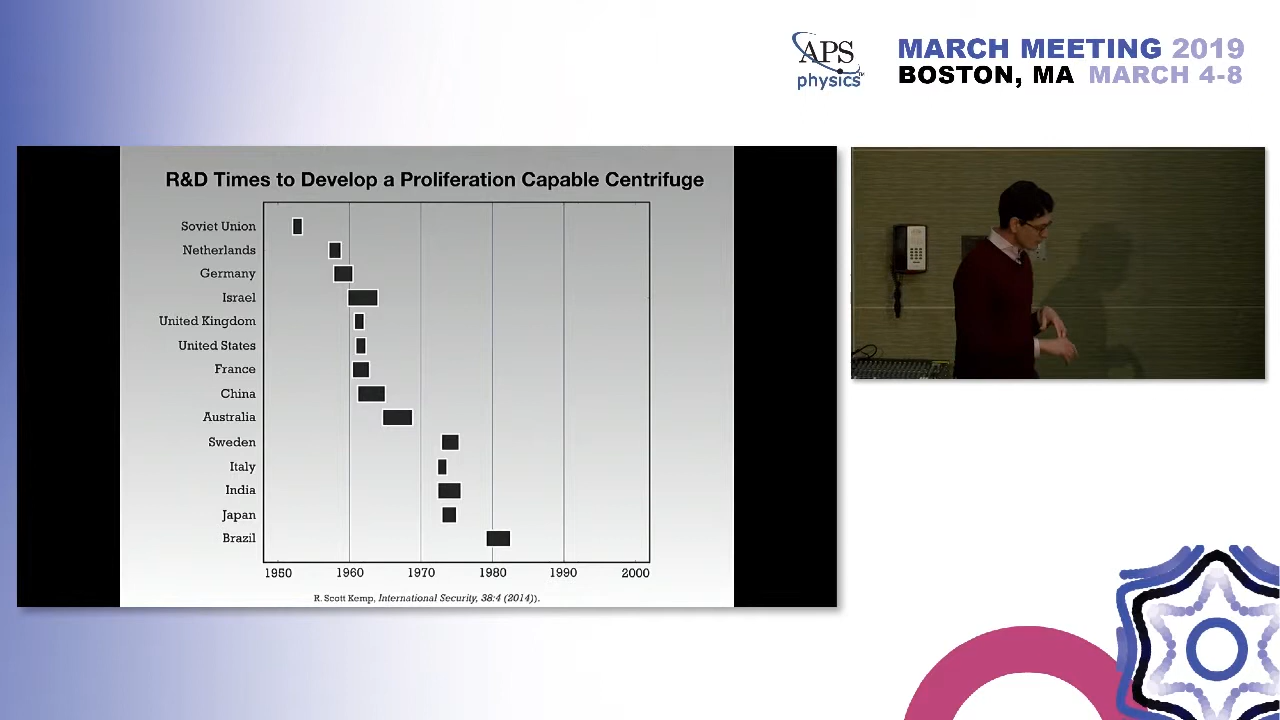 APS
physics
MARCH MEETING 2019
BOSTON, MA MARCH 4-8
R&D Times to Develop a Proliferation Capable Centrifuge
Soviet Union
Netherlands
Germany
Israel
United Kingdom
United States
France
China
Australia
Sweden
Italy
India
Japan
Brazil
1950 1960 1970 1980 1990 2000
R. Scott Kemp, International Security, 38:4 (2014)).